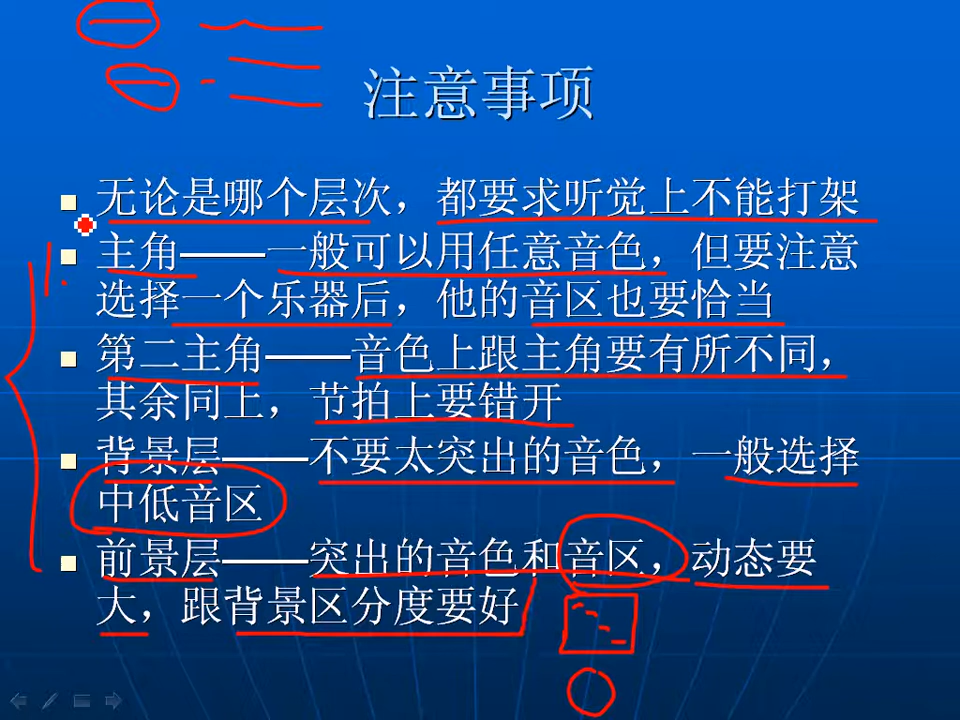 注意事项
无论是哪个层次，都要求听觉上不能打架
主角——一般可以用任意音色，但要注意
选择一个乐器后，他的音区也要恰当
第二主角——音色上跟主角要有所不同，
其余同上，节拍上要错开
背景层——不要太突出的音色，一般选择
中低音区
前景层——突出的音色和音区，动态要
大，跟背景区分度要好